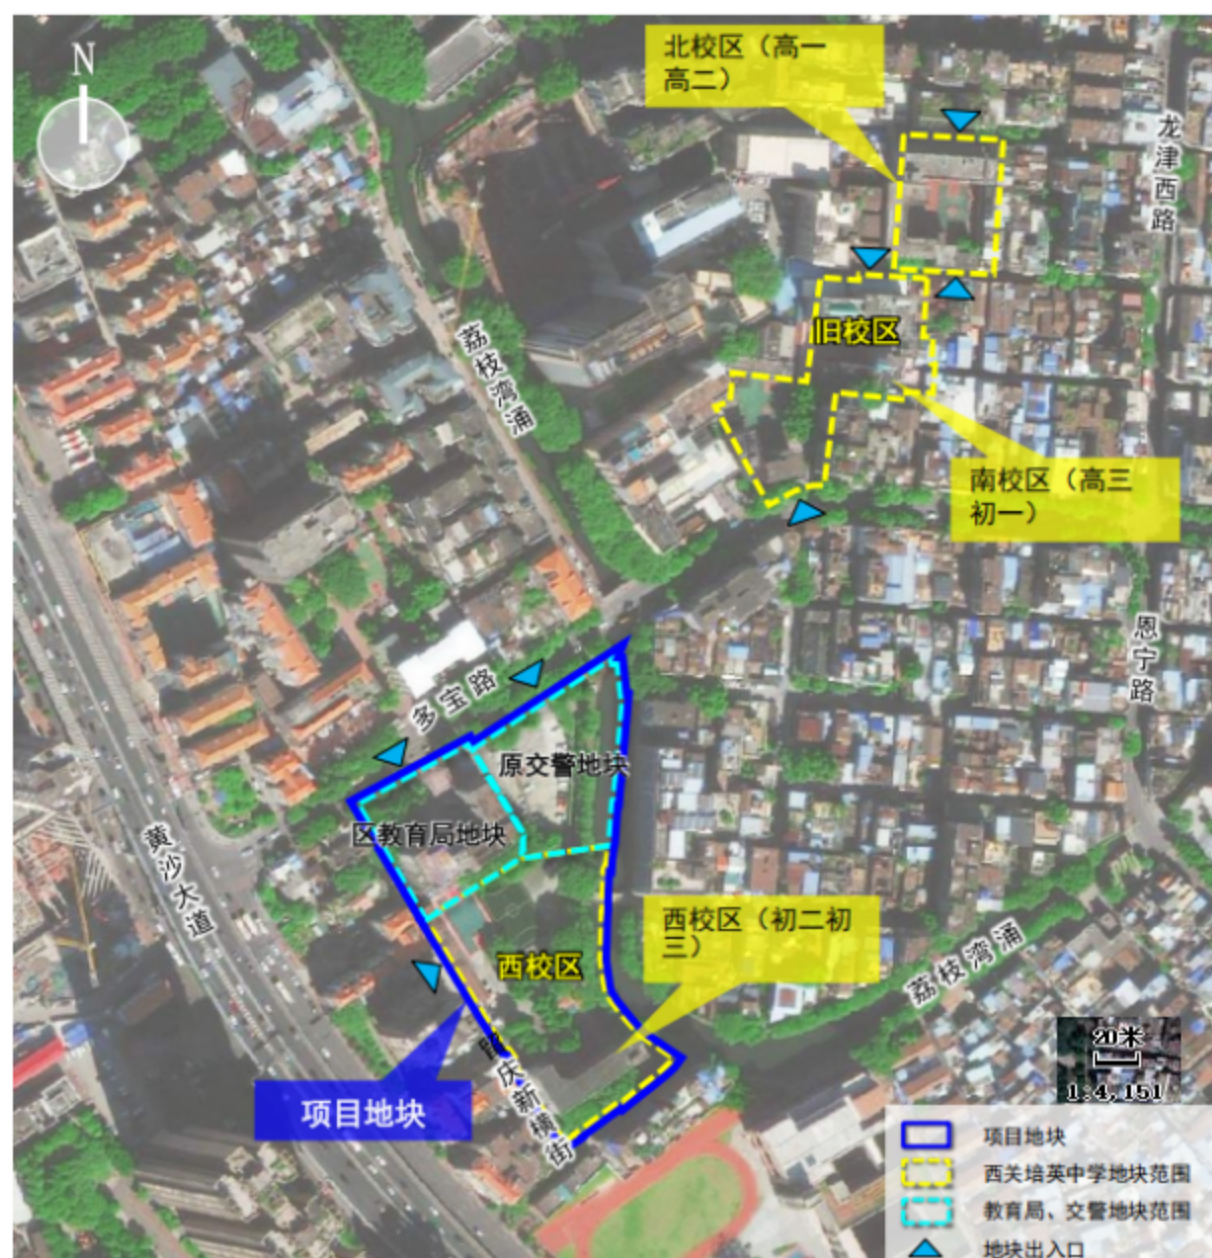 N
北校区（高一
高二）
龙津西路
旧校区
荔枝湾涌
南校区（高三
初一）
恩宁路
多宝路
原交警地块
区教育局地块
黄沙大道
西校区（初二初
三）
西校区
荔枝湾涌
20米
1:4,151
项目地块
庆新横街
项目地块
西关培英中学地块范围
教育局、交警地块范围
地块出入口